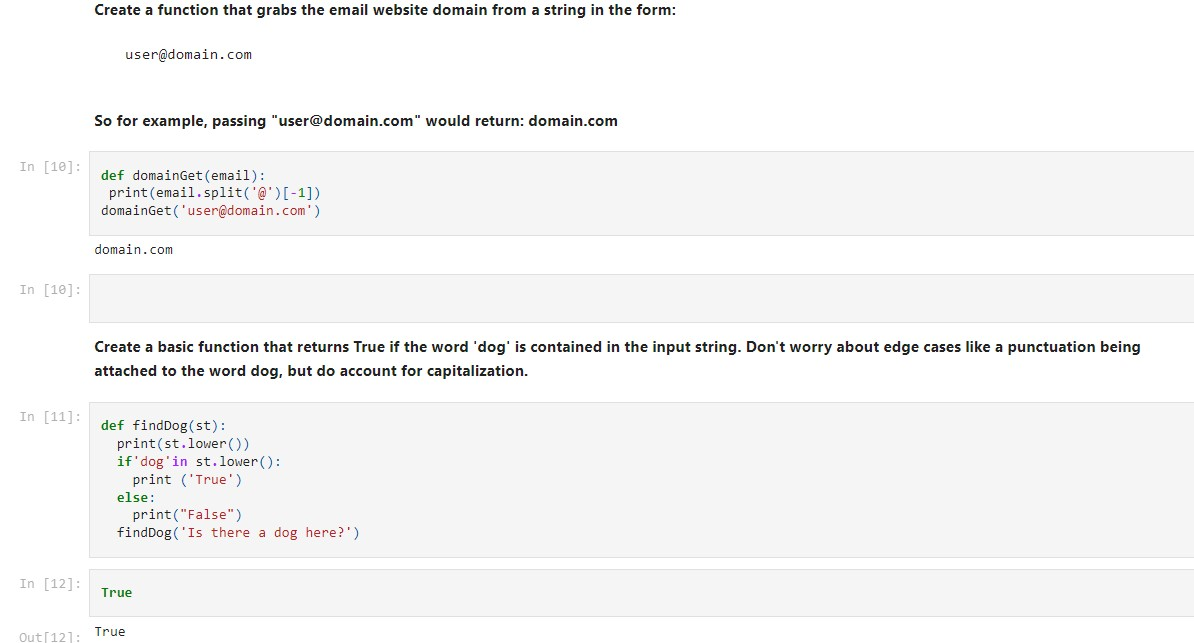 Create a function that grabs the email website domain from a string in the form:
user@domain.com
So for example, passing "user@domain.com" would return: domain.com
In [10]:
def domainGet(email):
 print(email.split('@')[-1])
domainGet('user@domain.com')
domain.com
In [10]:
Create a basic function that returns True if the word 'dog' is contained in the input string. Don't worry about edge cases like a punctuation being
attached to the word dog, but do account for capitalization.
In [11]:
def findDog(st):
  print(st.lower())
  if'dog'in st.lower():
    print ('True')
  else:
    print("False")
  findDog('Is there a dog here?')
In [12]:
True
Out[12]:
True